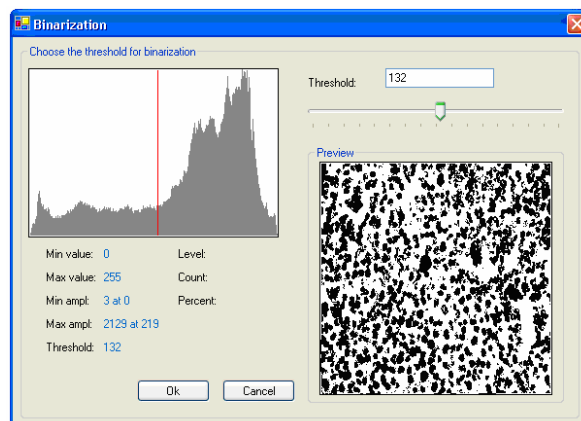 Binarization
Choose the threshold for binarization
Threshold: 132
Preview
Min value: 0 Level:
Max value: 255 Count:
Min ampl: 3 at 0 Percent:
Max ampl: 2129 at 219
Threshold: 132
Ok Cancel